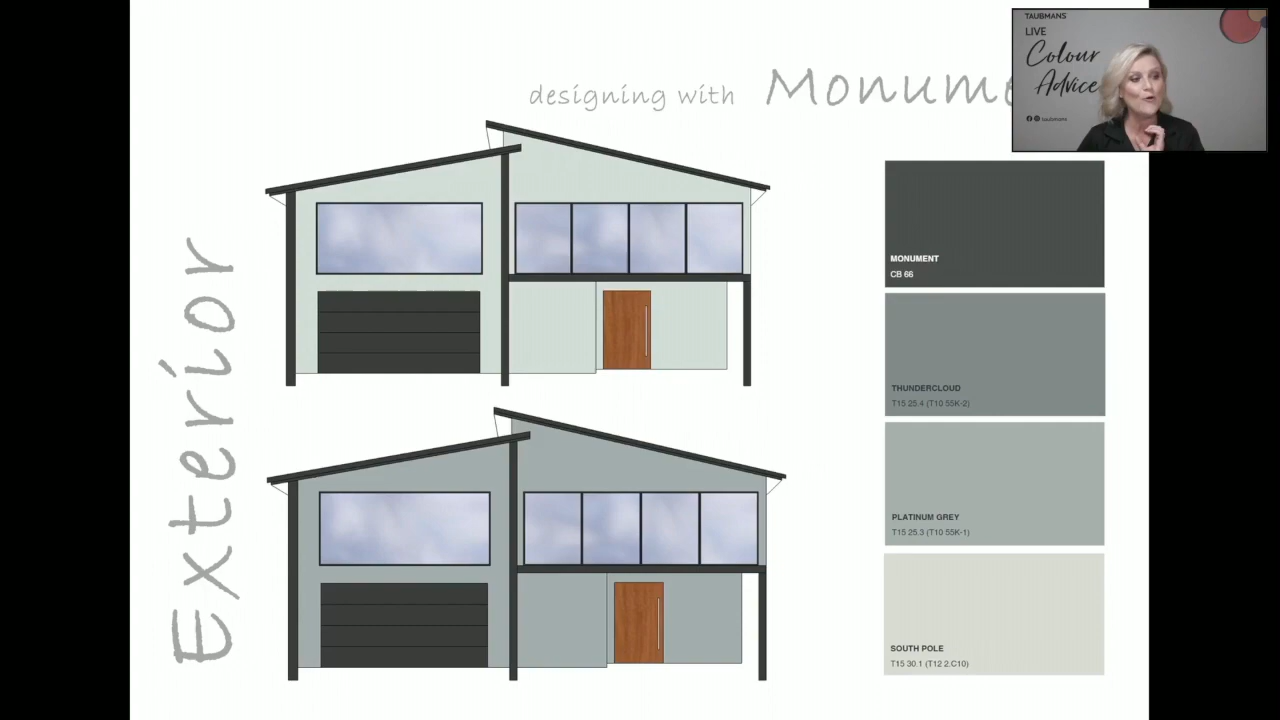 TAUBMANS
LIVE
Colour
Advice
taubmans
designing with Monume
Exterior
MONUMENT
CB 66
THUNDERCLOUD
T15 25.4 (T10 55K-2)
PLATINUM GREY
T15 25.3 (T10 55K-1)
SOUTH POLE
T15 30.1 (T12 2.C10)